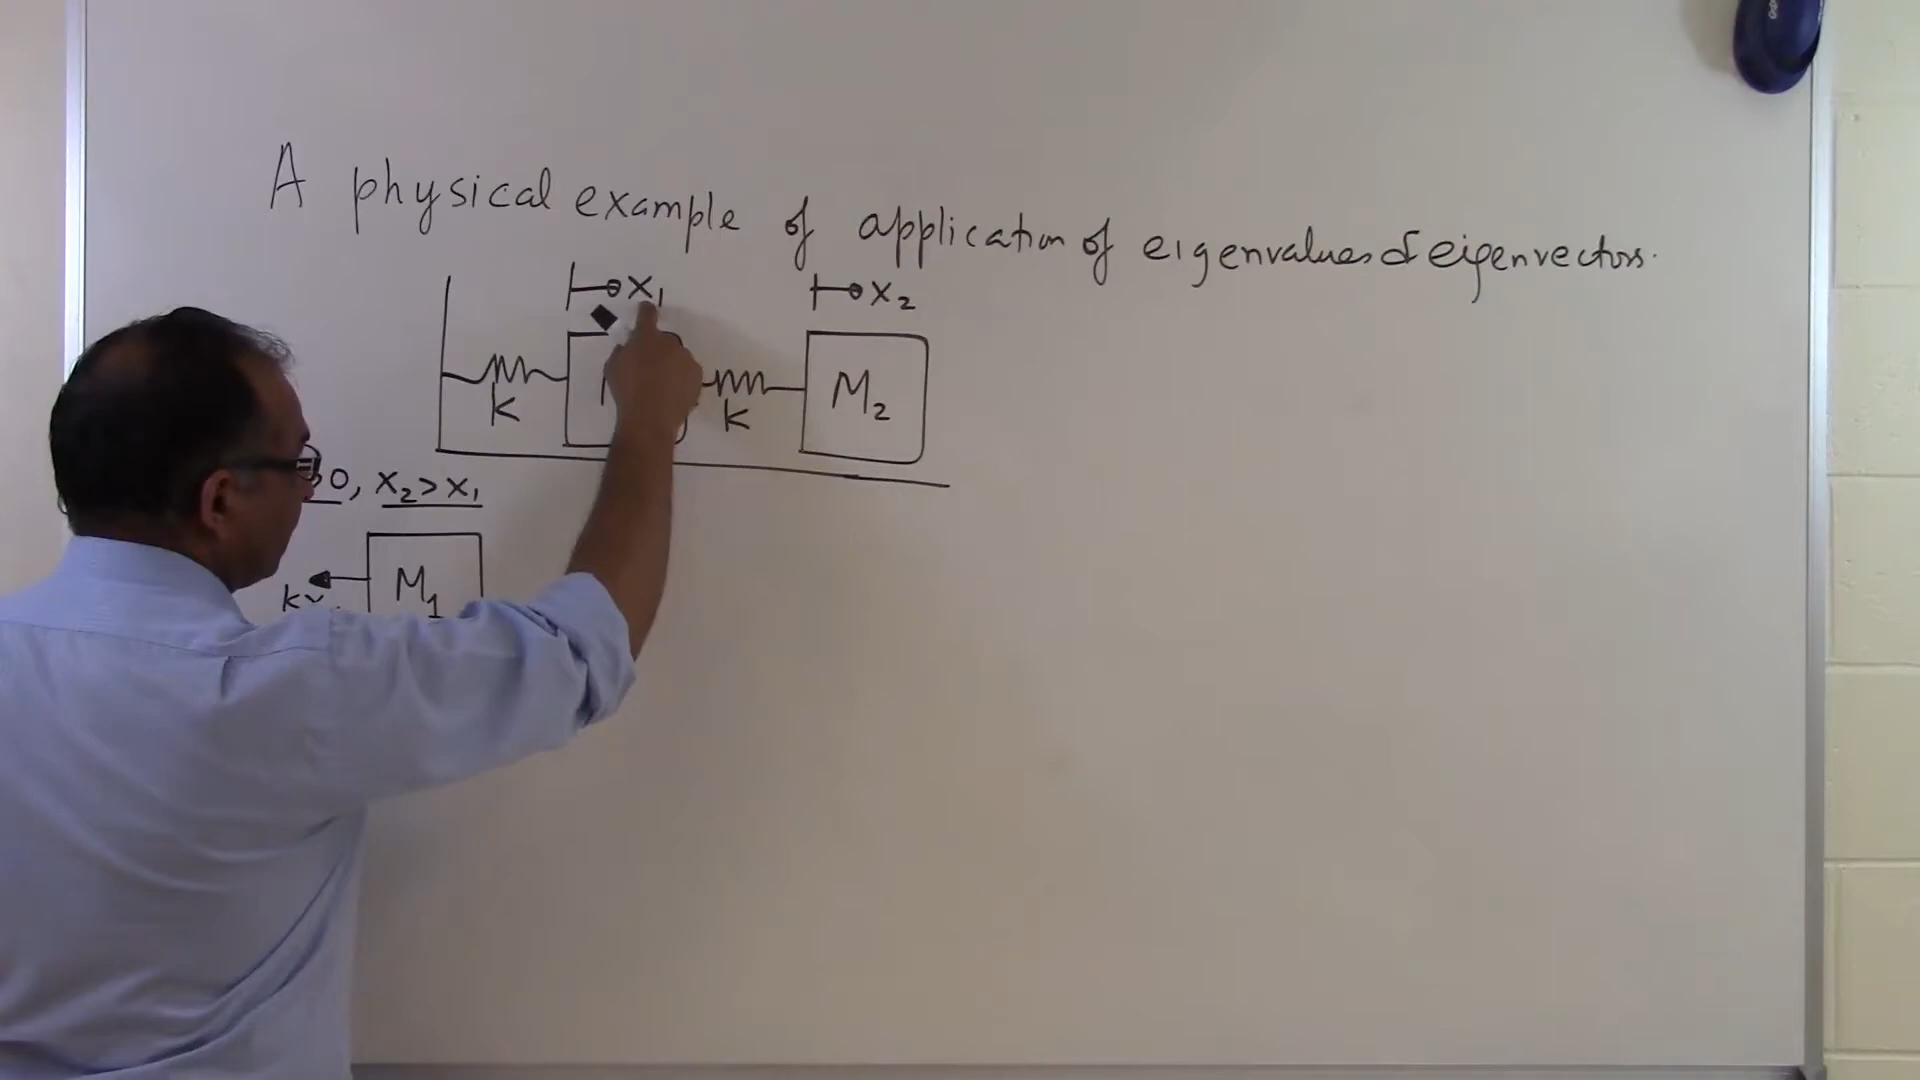 A physical example of application of eigenvalues & eigenvectors.
x₁ x₂
k k M₂
0, x₂ > x₁
M₁
k